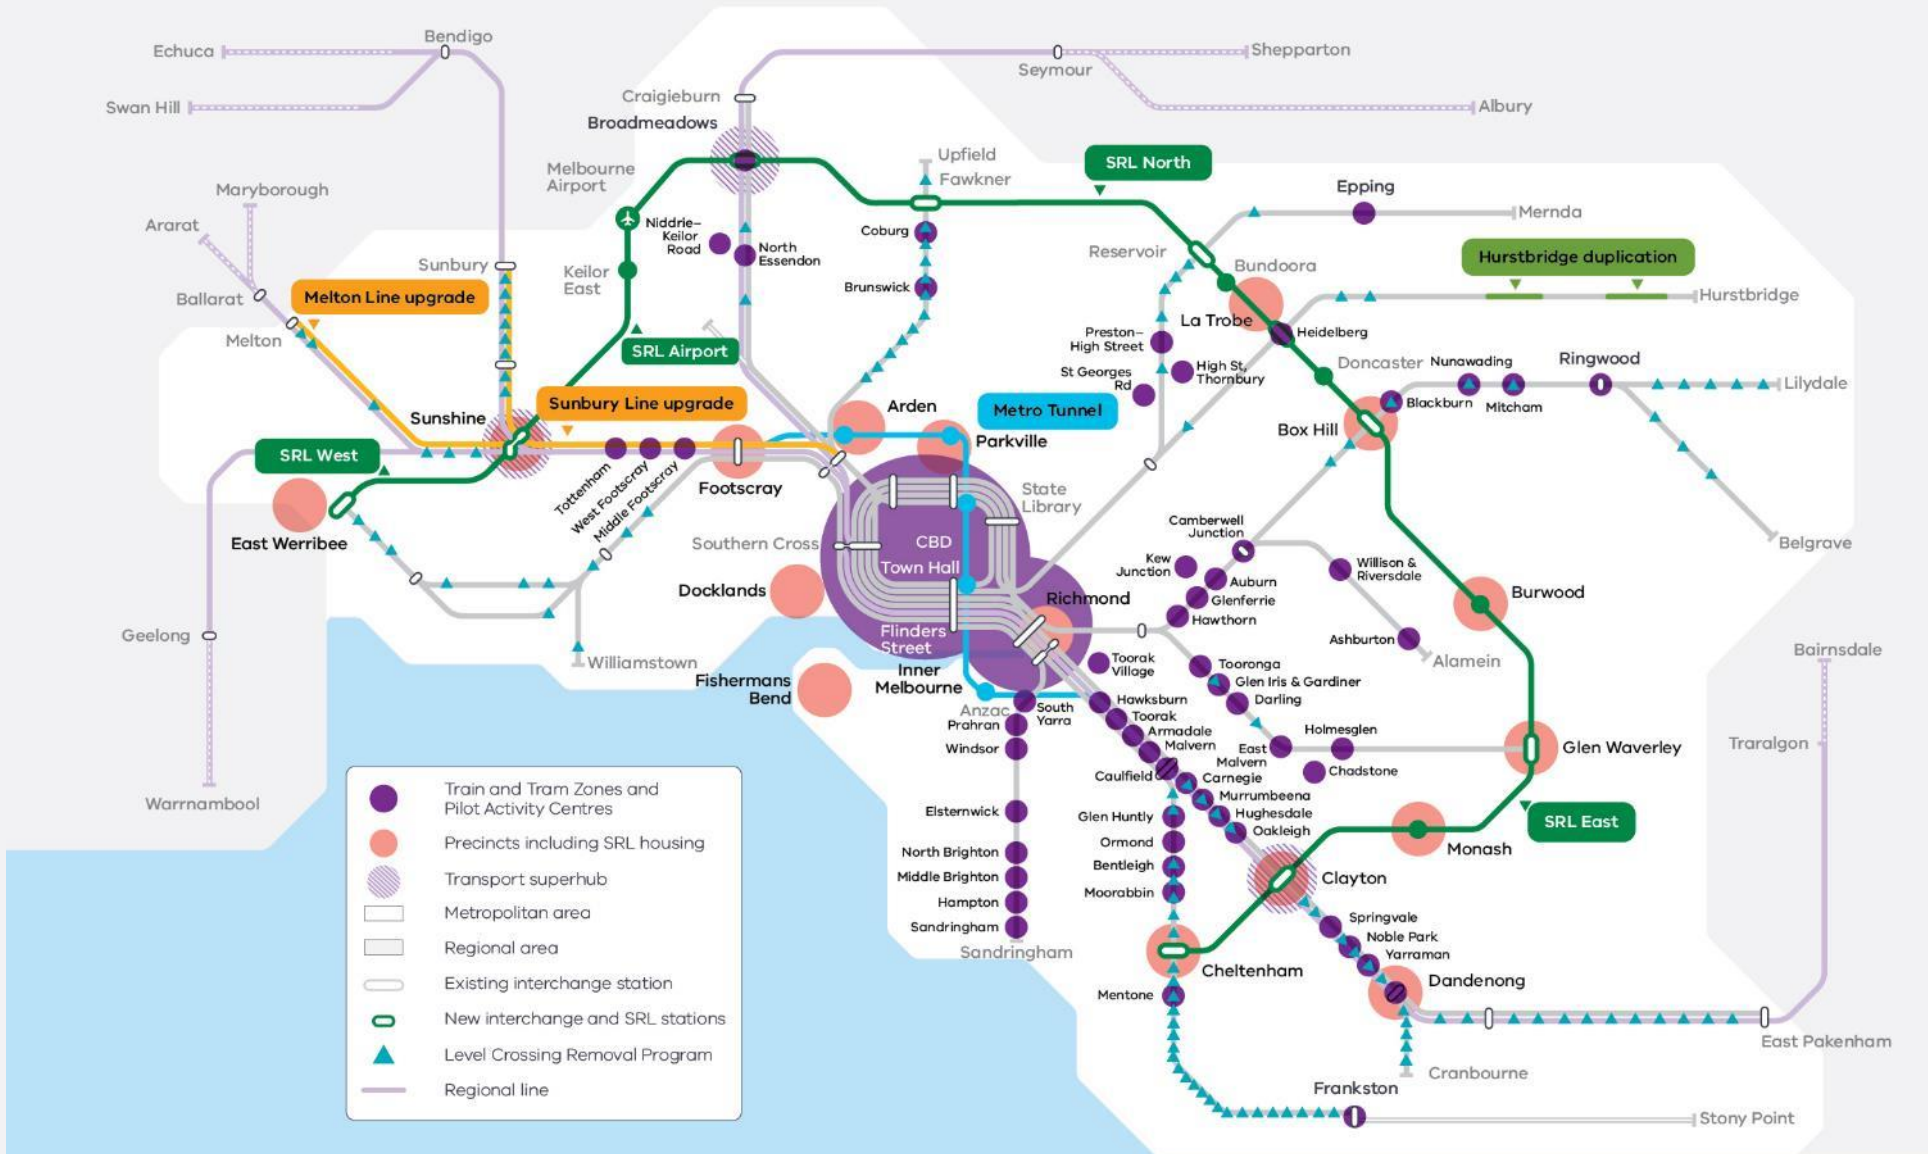 Echuca
Bendigo
Swan Hill
Shepparton
Seymour
Albury
Craigieburn
Broadmeadows
Melbourne
Airport
Upfield
Fawkner
SRL North
Epping
Mernda
Maryborough
Ararat
Niddrie–
Keilor
Road
North
Essendon
Coburg
Reservoir
Bundoora
Hurstbridge duplication
Sunbury
Keilor
East
Brunswick
Hurstbridge
Ballarat
Melton Line upgrade
La Trobe
Heidelberg
Melton
SRL Airport
Preston–
High Street
St Georges
Rd
High St,
Thornbury
Doncaster
Nunawading
Ringwood
Lilydale
Sunshine
Sunbury Line upgrade
Arden
Metro Tunnel
Parkville
Blackburn
Mitcham
Box Hill
SRL West
Tottenham
West Footscray
Middle Footscray
Footscray
State
Library
East Werribee
Southern Cross
CBD
Town Hall
Camberwell
Junction
Kew
Junction
Auburn
Glenferrie
Hawthorn
Willison &
Riversdale
Belgrave
Docklands
Richmond
Burwood
Geelong
Flinders
Street
Ashburton
Alamein
Williamstown
Inner
Melbourne
Toorak
Village
Tooronga
Glen Iris & Gardiner
Darling
Bairnsdale
Fishermans
Bend
Anzac
South
Yarra
Hawksburn
Toorak
Armadale
Malvern
Prahran
Windsor
Holmesglen
East
Malvern
Chadstone
Glen Waverley
Traralgon
Caulfield
Carnegie
Murrumbeena
Hughesdale
Oakleigh
Warrnambool
Elsternwick
Glen Huntly
Ormond
Bentleigh
Moorabbin
SRL East
Monash
North Brighton
Middle Brighton
Hampton
Sandringham
Sandringham
Clayton
Springvale
Noble Park
Yarraman
Cheltenham
Dandenong
Mentone
East Pakenham
Cranbourne
Frankston
Stony Point
Train and Tram Zones and
Pilot Activity Centres
Precincts including SRL housing
Transport superhub
Metropolitan area
Regional area
Existing interchange station
New interchange and SRL stations
Level Crossing Removal Program
Regional line